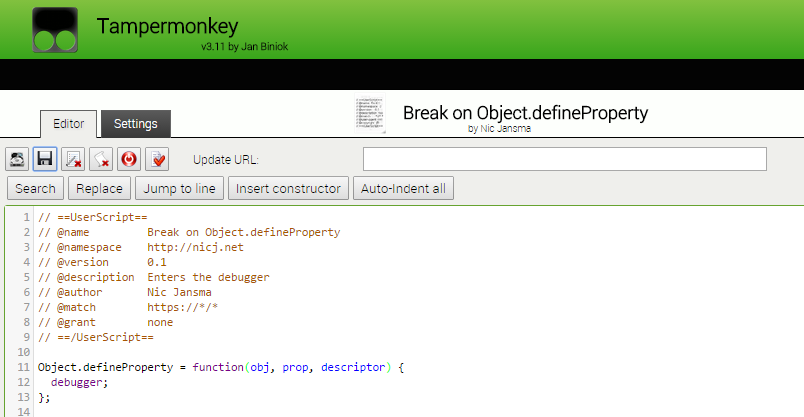 Tampermonkey
v3.11 by Jan Biniok
Editor
Settings
Break on Object.defineProperty
by Nic Jansma
Update URL:
Search
Replace
Jump to line
Insert constructor
Auto-Indent all
1 // ==UserScript==
2 // @name         Break on Object.defineProperty
3 // @namespace    http://nicj.net
4 // @version      0.1
5 // @description  Enters the debugger
6 // @author       Nic Jansma
7 // @match        https://*/*
8 // @grant        none
9 // ==/UserScript==
10
11 Object.defineProperty = function(obj, prop, descriptor) {
12   debugger;
13 };
14